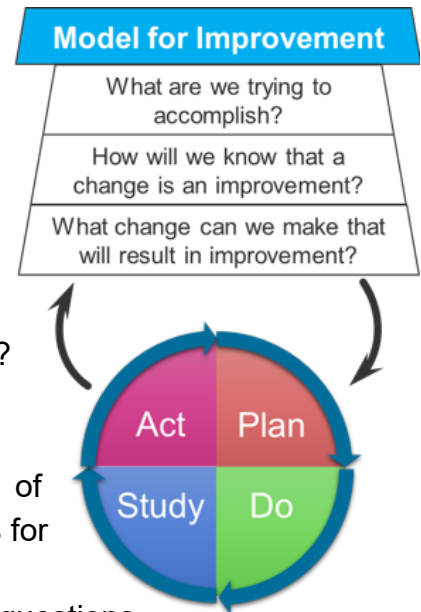 Model for Improvement
What are we trying to
accomplish?
How will we know that a
change is an improvement?
What change can we make that
will result in improvement?
?
Act Plan
of
Study Do
for
questions